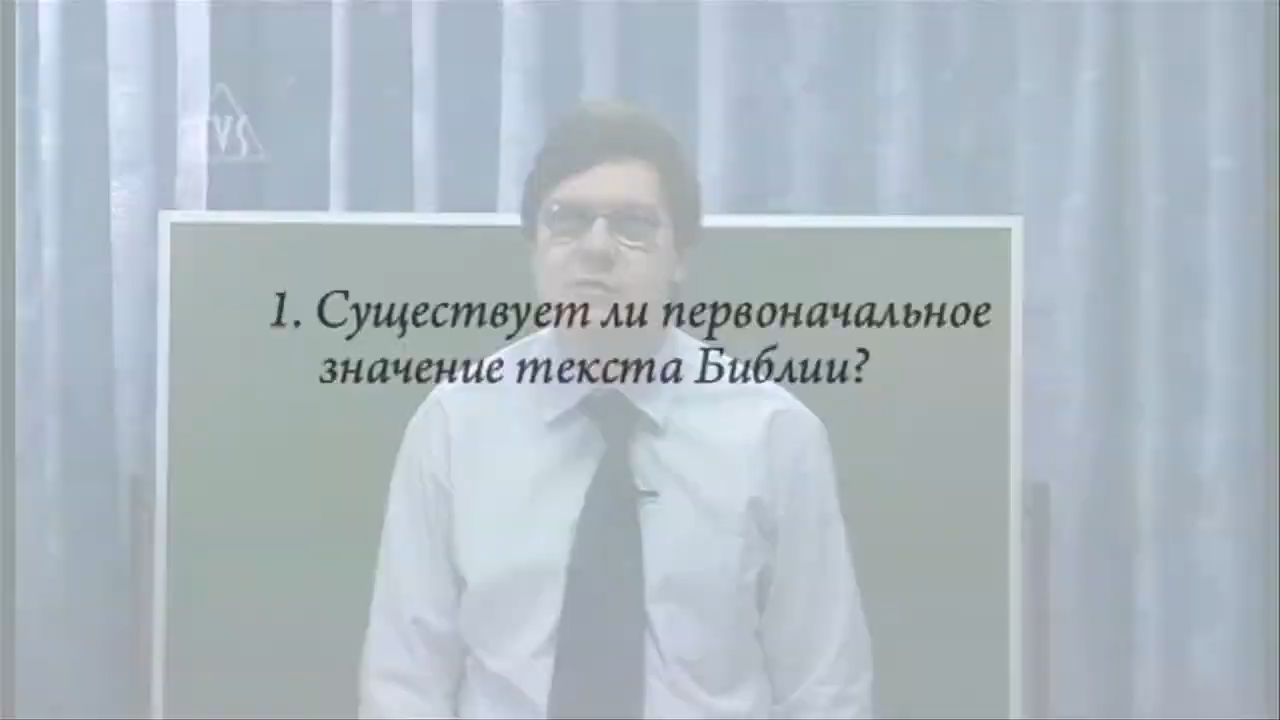 1. Существует ли первоначальное
значение текста Библии?